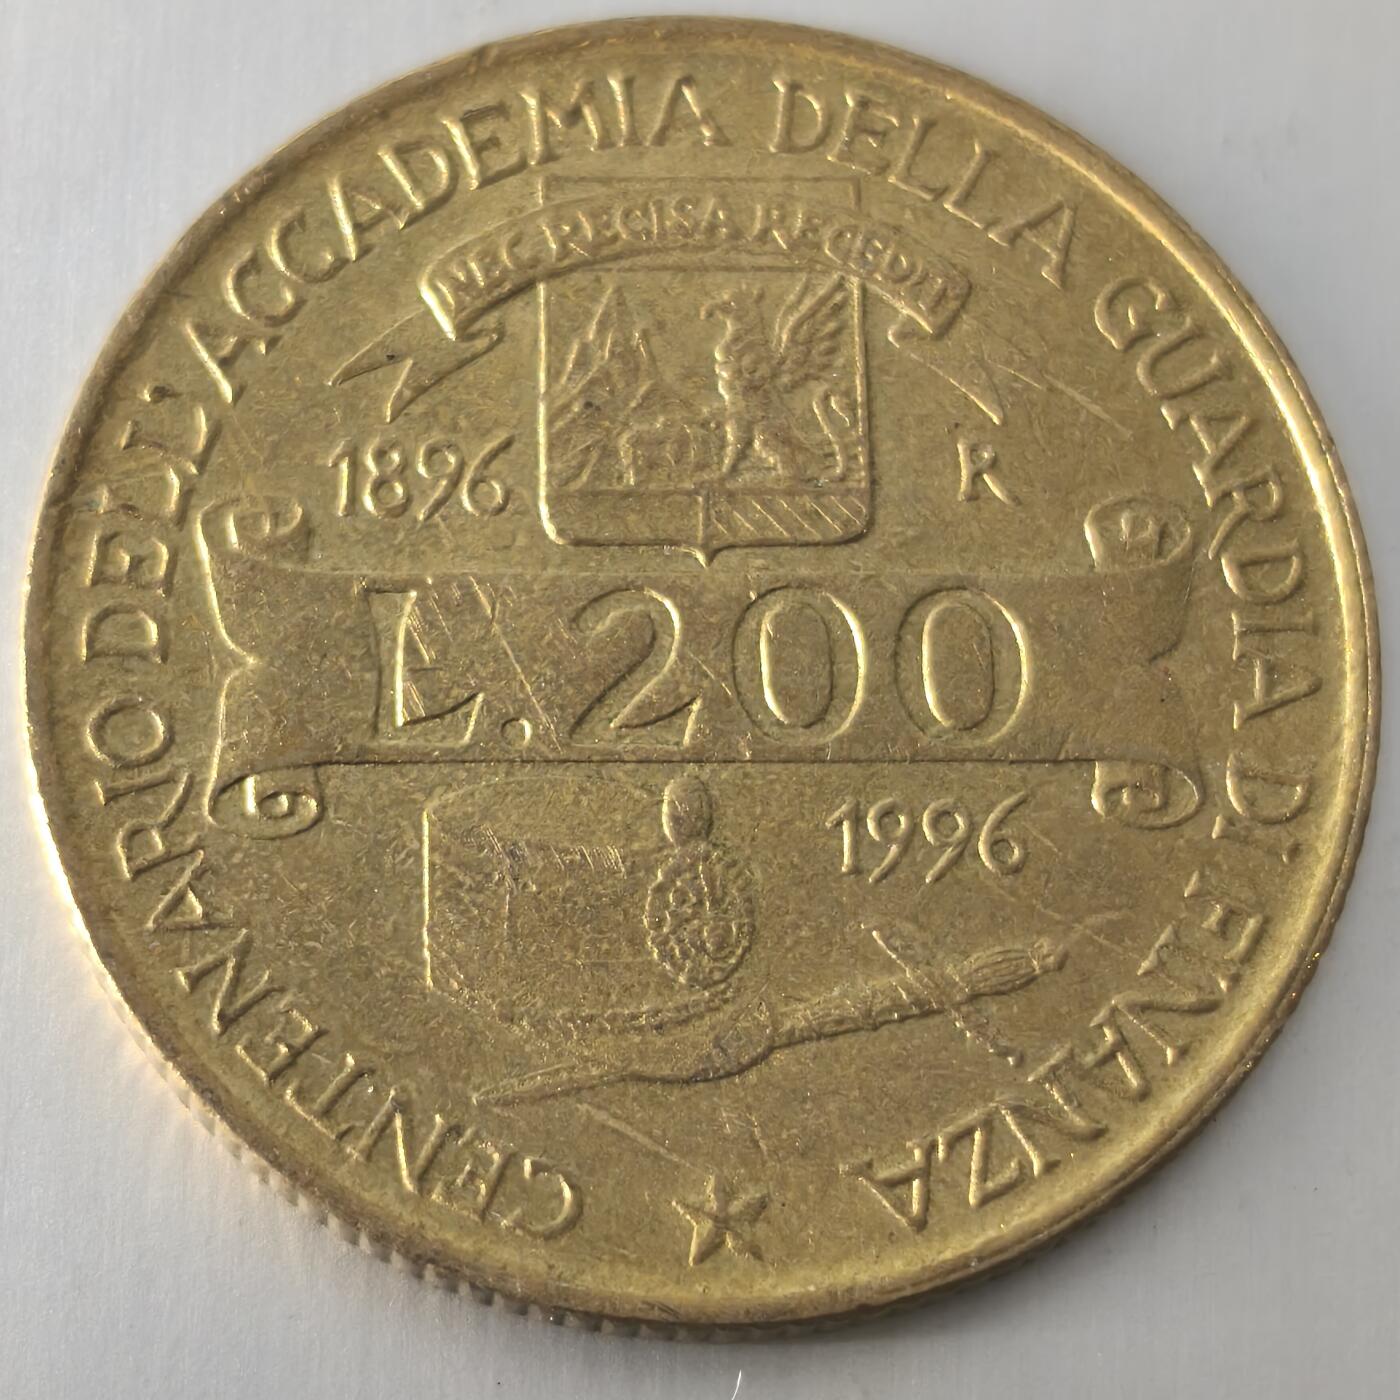 CENTENARIO DELL'ACCADEMIA DELLA GUARDIA DI FINANZA
NEC RECISA RECEDIT
1896
R
L.200
1996